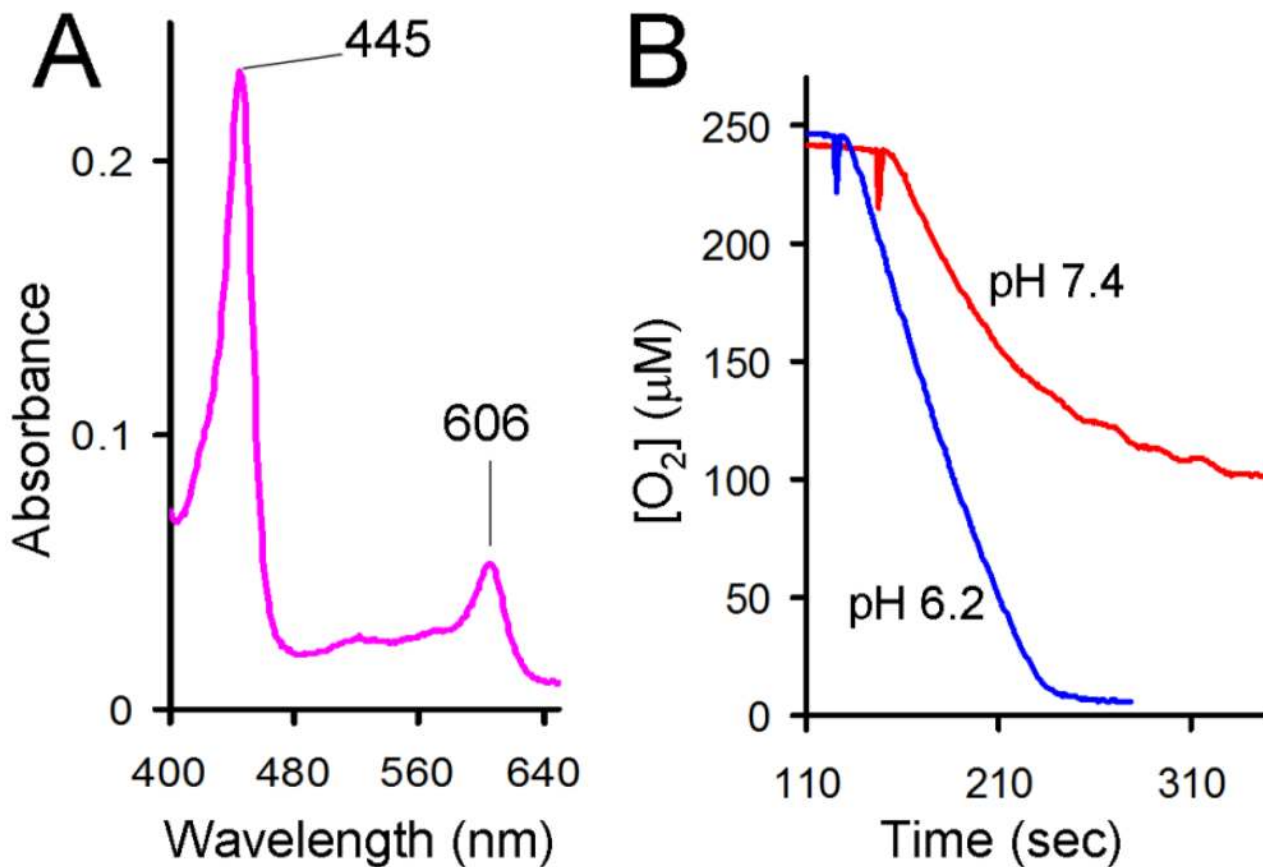 A
445
606
0.2
0.1
0
Absorbance
400 480 560 640
Wavelength (nm)
B
250
200
150
100
50
0
[O₂] (μM)
pH 7.4
pH 6.2
110 210 310
Time (sec)